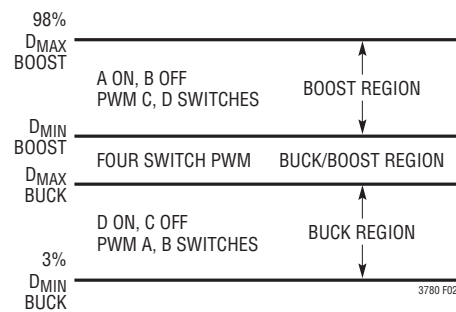 98%
DMAX
BOOST
A ON, B OFF
PWM C, D SWITCHES
BOOST REGION
DMIN
BOOST
FOUR SWITCH PWM
BUCK/BOOST REGION
DMAX
BUCK
D ON, C OFF
PWM A, B SWITCHES
BUCK REGION
3%
DMIN
BUCK
3780 F02